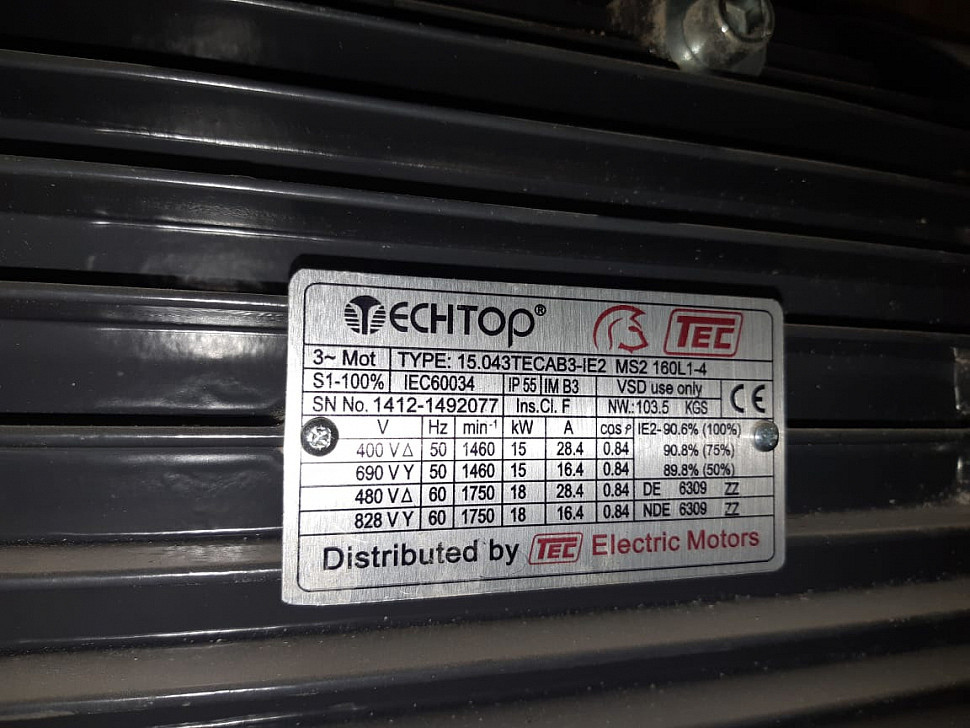 TECHTOP® TEC
3~ Mot TYPE: 15.043TECAB3-IE2 MS2 160L1-4
S1-100% IEC60034 IP 55 IM B3 VSD use only CE
SN No. 1412-1492077 Ins.Cl. F NW.:103.5 KGS
V Hz min⁻¹ kW A cos ρ IE2-90.6% (100%)
400 V Δ 50 1460 15 28.4 0.84 90.8% (75%)
690 V Y 50 1460 15 16.4 0.84 89.8% (50%)
480 V Δ 60 1750 18 28.4 0.84 DE 6309 ZZ
828 V Y 60 1750 18 16.4 0.84 NDE 6309 ZZ
Distributed by TEC Electric Motors